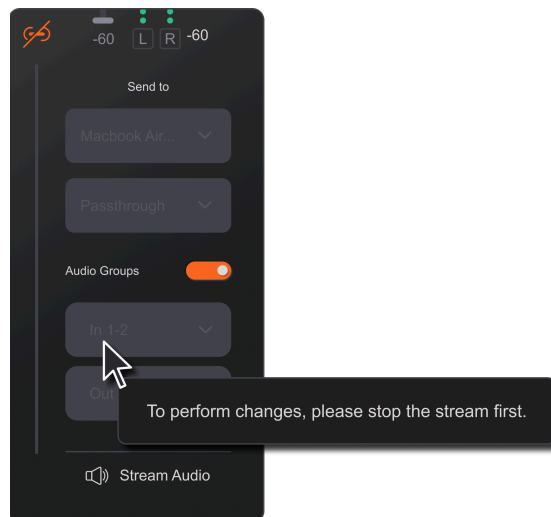 -60 L R -60
Send to
Macbook Air...
Passthrough
Audio Groups
In 1-2
Out
To perform changes, please stop the stream first.
Stream Audio